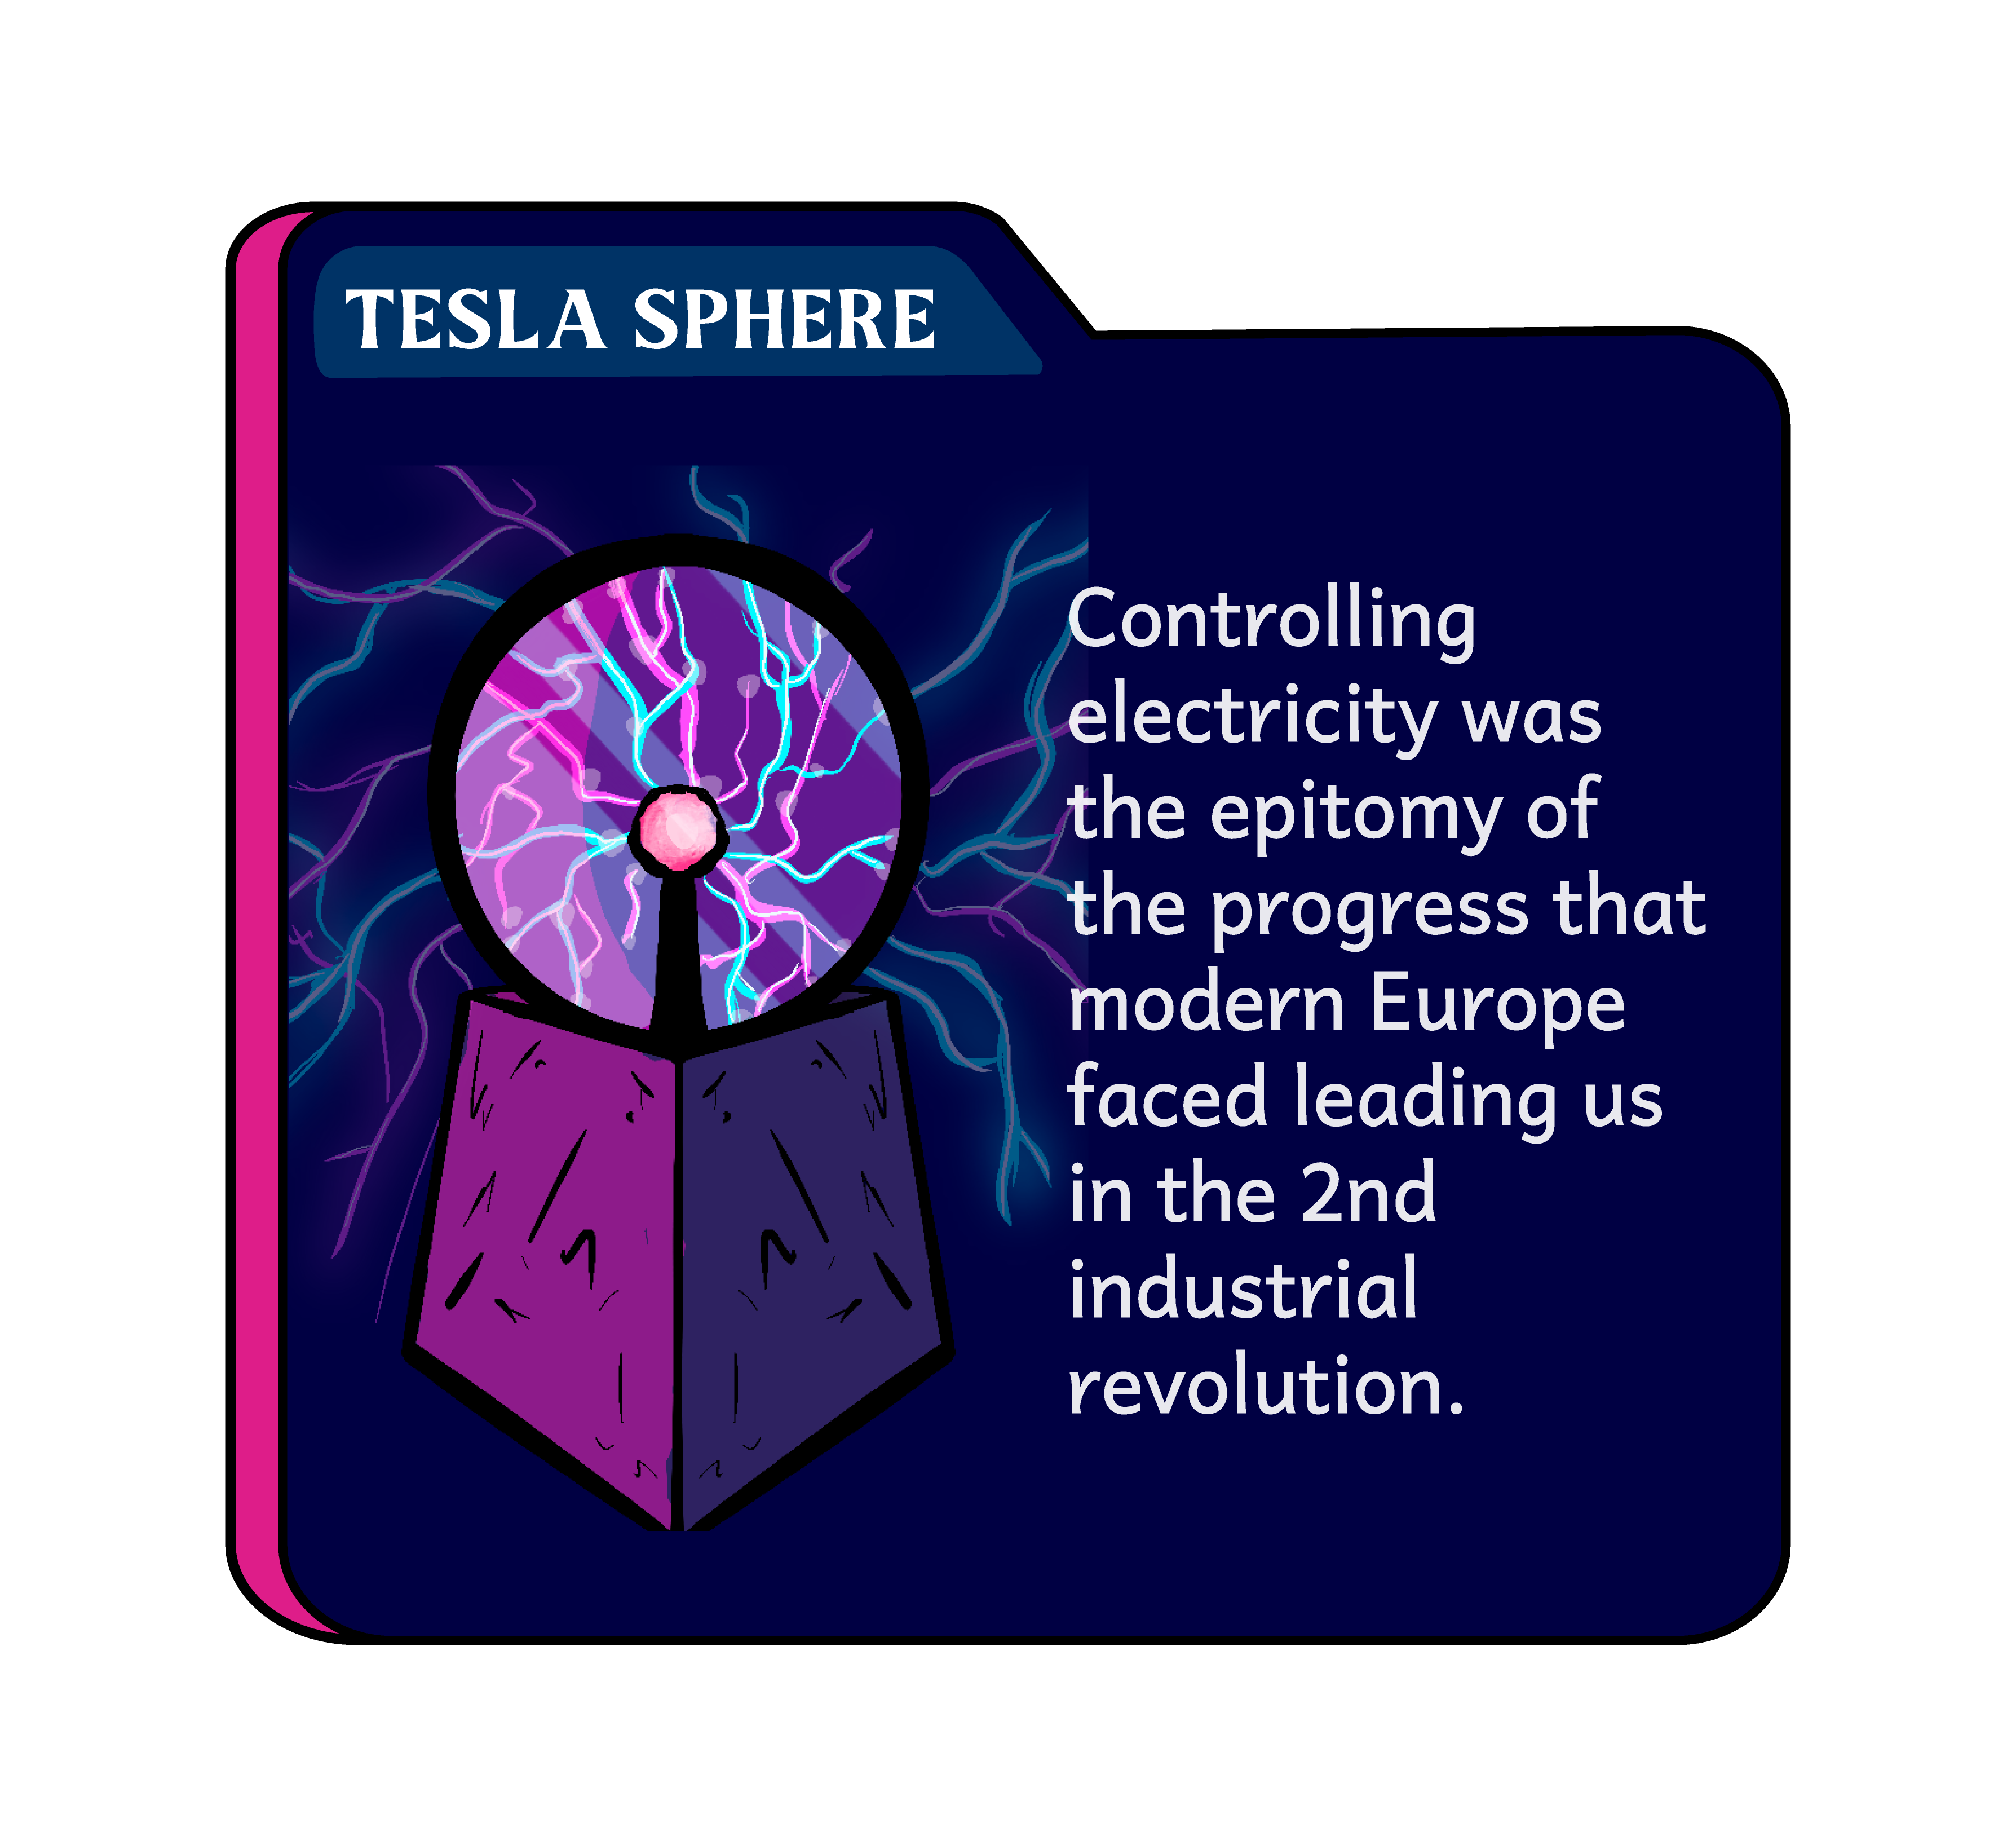 TESLA SPHERE
Controlling
electricity was
the epitomy of
the progress that
modern Europe
faced leading us
in the 2nd
industrial
revolution.